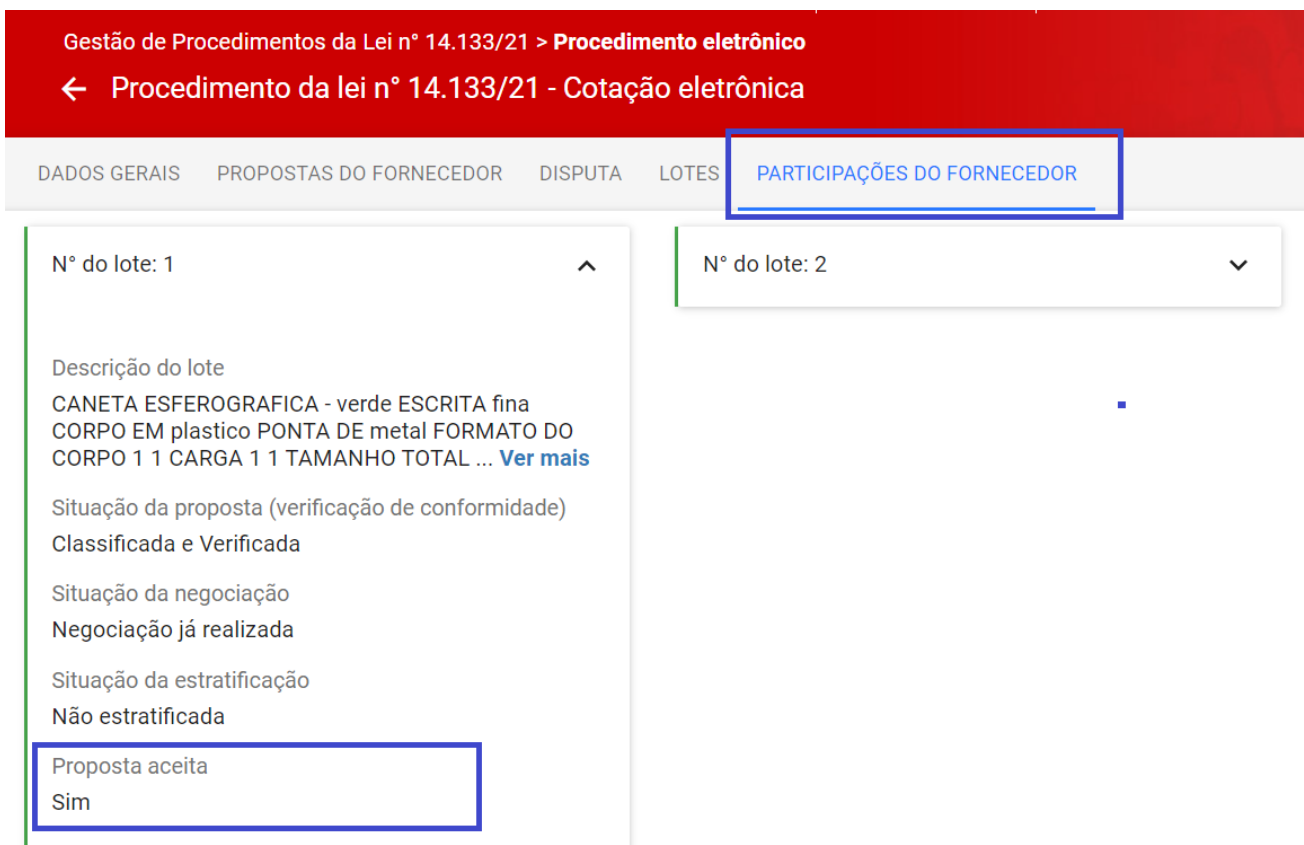 Gestão de Procedimentos da Lei n° 14.133/21 > Procedimento eletrônico
← Procedimento da lei n° 14.133/21 - Cotação eletrônica
DADOS GERAIS PROPOSTAS DO FORNECEDOR DISPUTA LOTES PARTICIPAÇÕES DO FORNECEDOR
N° do lote: 1
N° do lote: 2
Descrição do lote
CANETA ESFEROGRAFICA - verde ESCRITA fina
CORPO EM plastico PONTA DE metal FORMATO DO
CORPO 1 1 CARGA 1 1 TAMANHO TOTAL ... Ver mais
Situação da proposta (verificação de conformidade)
Classificada e Verificada
Situação da negociação
Negociação já realizada
Situação da estratificação
Não estratificada
Proposta aceita
Sim